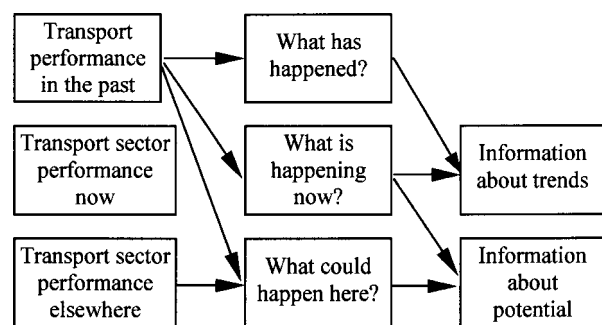 Transport
performance
in the past
What has
happened?
Transport sector
performance
now
What is
happening
now?
Information
about trends
Transport sector
performance
elsewhere
What could
happen here?
Information
about
potential